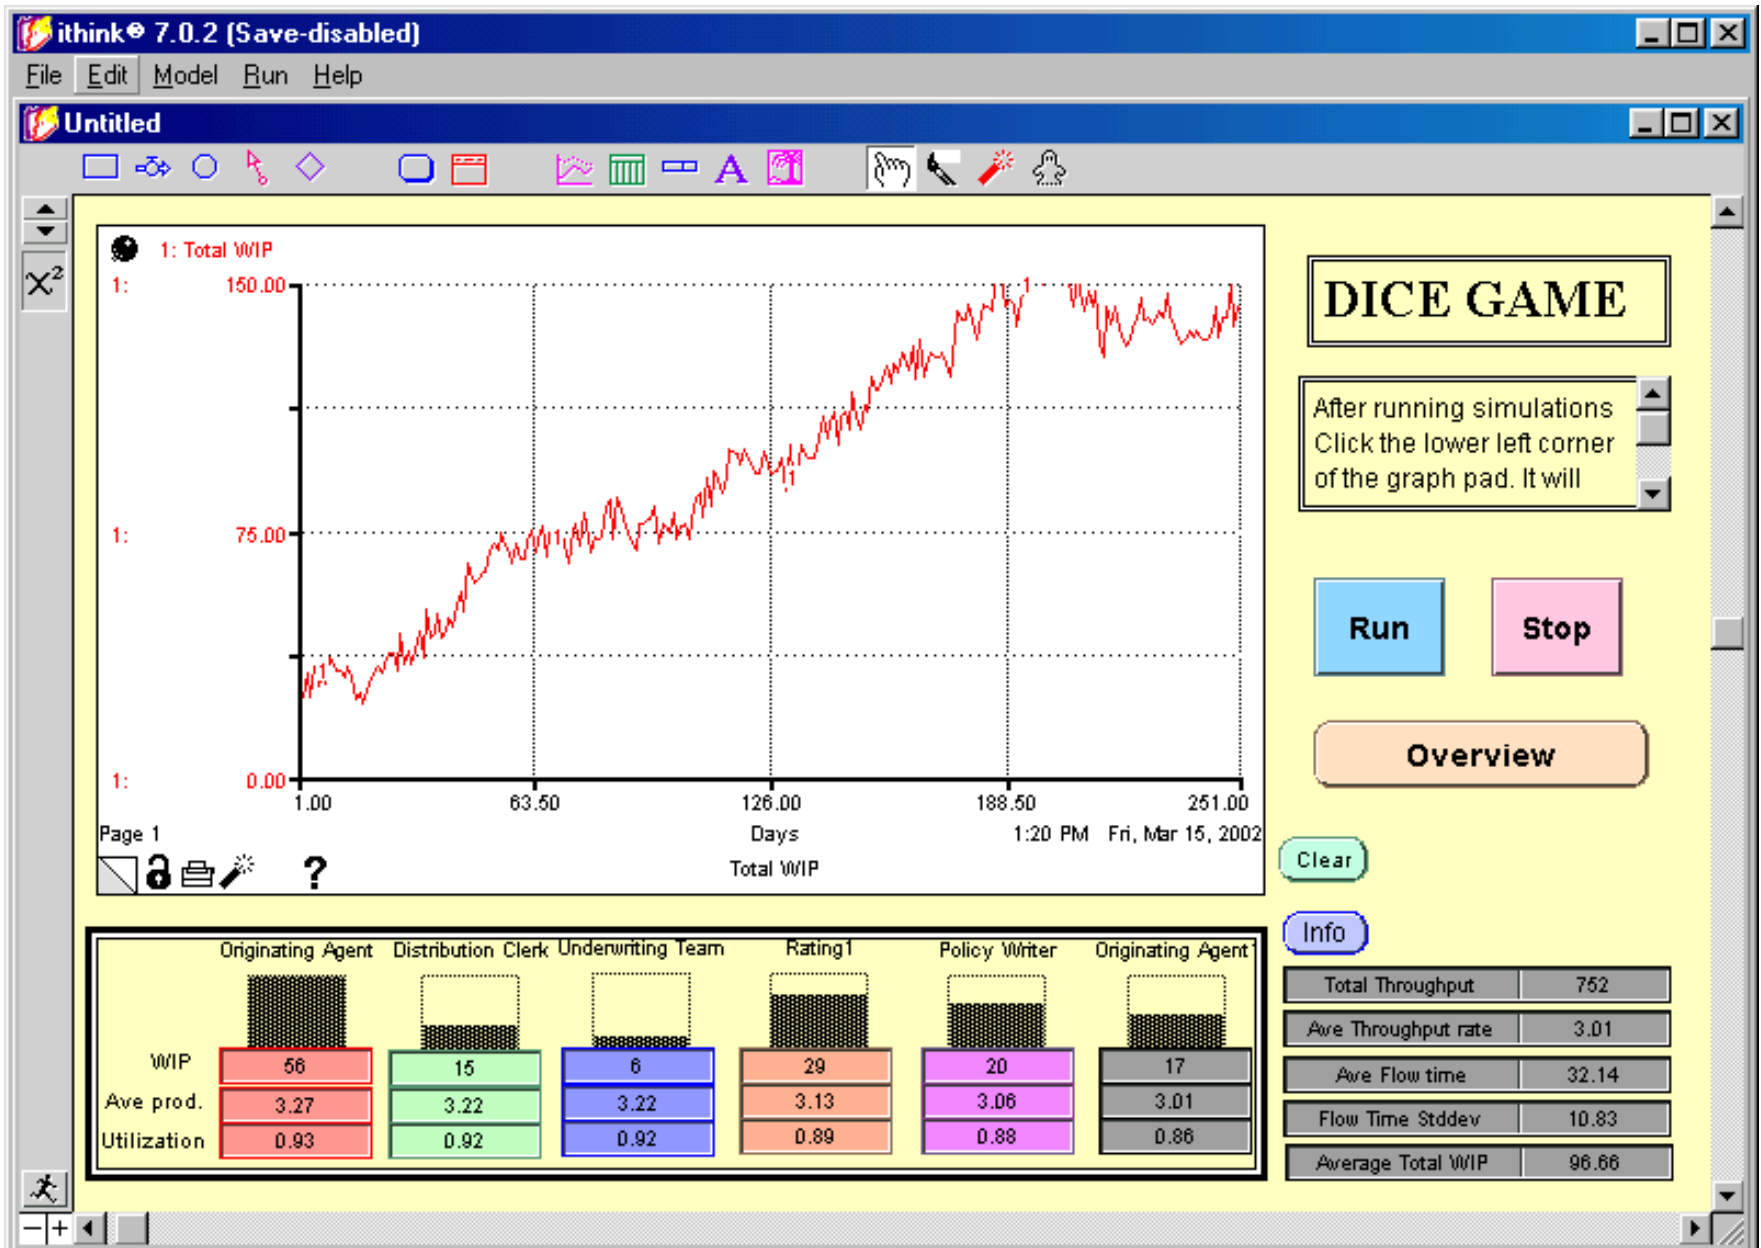 ithink® 7.0.2 (Save-disabled)
File Edit Model Run Help
Untitled
A
X²
1: Total WIP
1: 150.00
1: 75.00
1: 0.00
1.00 63.50 126.00 188.50 251.00
Page 1 Days 1:20 PM Fri, Mar 15, 2002
? Total WIP
1
DICE GAME
After running simulations
Click the lower left corner
of the graph pad. It will
Run Stop
Overview
Clear
Info
Originating Agent Distribution Clerk Underwriting Team Rating1 Policy Writer Originating Agent
WIP 56 15 6 29 20 17
Ave prod. 3.27 3.22 3.22 3.13 3.06 3.01
Utilization 0.93 0.92 0.92 0.89 0.88 0.86
Total Throughput 752
Ave Throughput rate 3.01
Ave Flow time 32.14
Flow Time Stddev 10.83
Average Total WIP 96.66